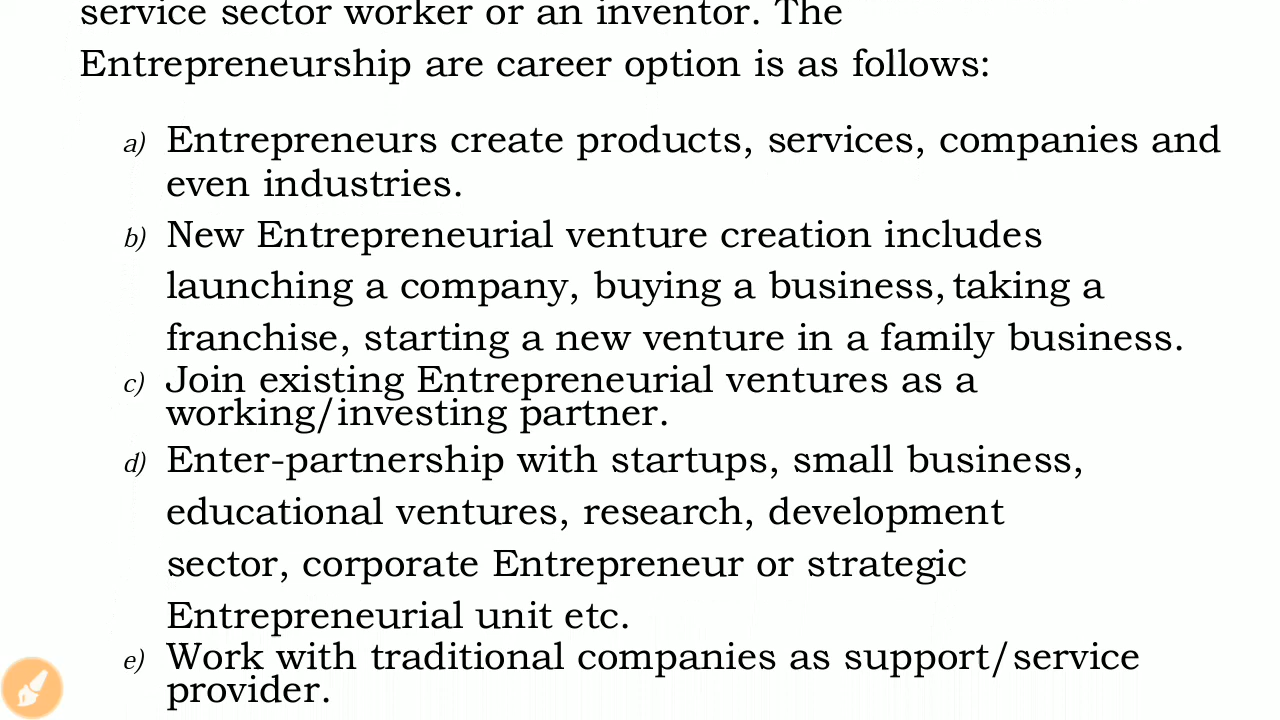 service sector worker or an inventor. The
Entrepreneurship are career option is as follows:
a) Entrepreneurs create products, services, companies and
even industries.
b) New Entrepreneurial venture creation includes
launching a company, buying a business, taking a
franchise, starting a new venture in a family business.
c) Join existing Entrepreneurial ventures as a
working/investing partner.
d) Enter-partnership with startups, small business,
educational ventures, research, development
sector, corporate Entrepreneur or strategic
Entrepreneurial unit etc.
e) Work with traditional companies as support/service
provider.